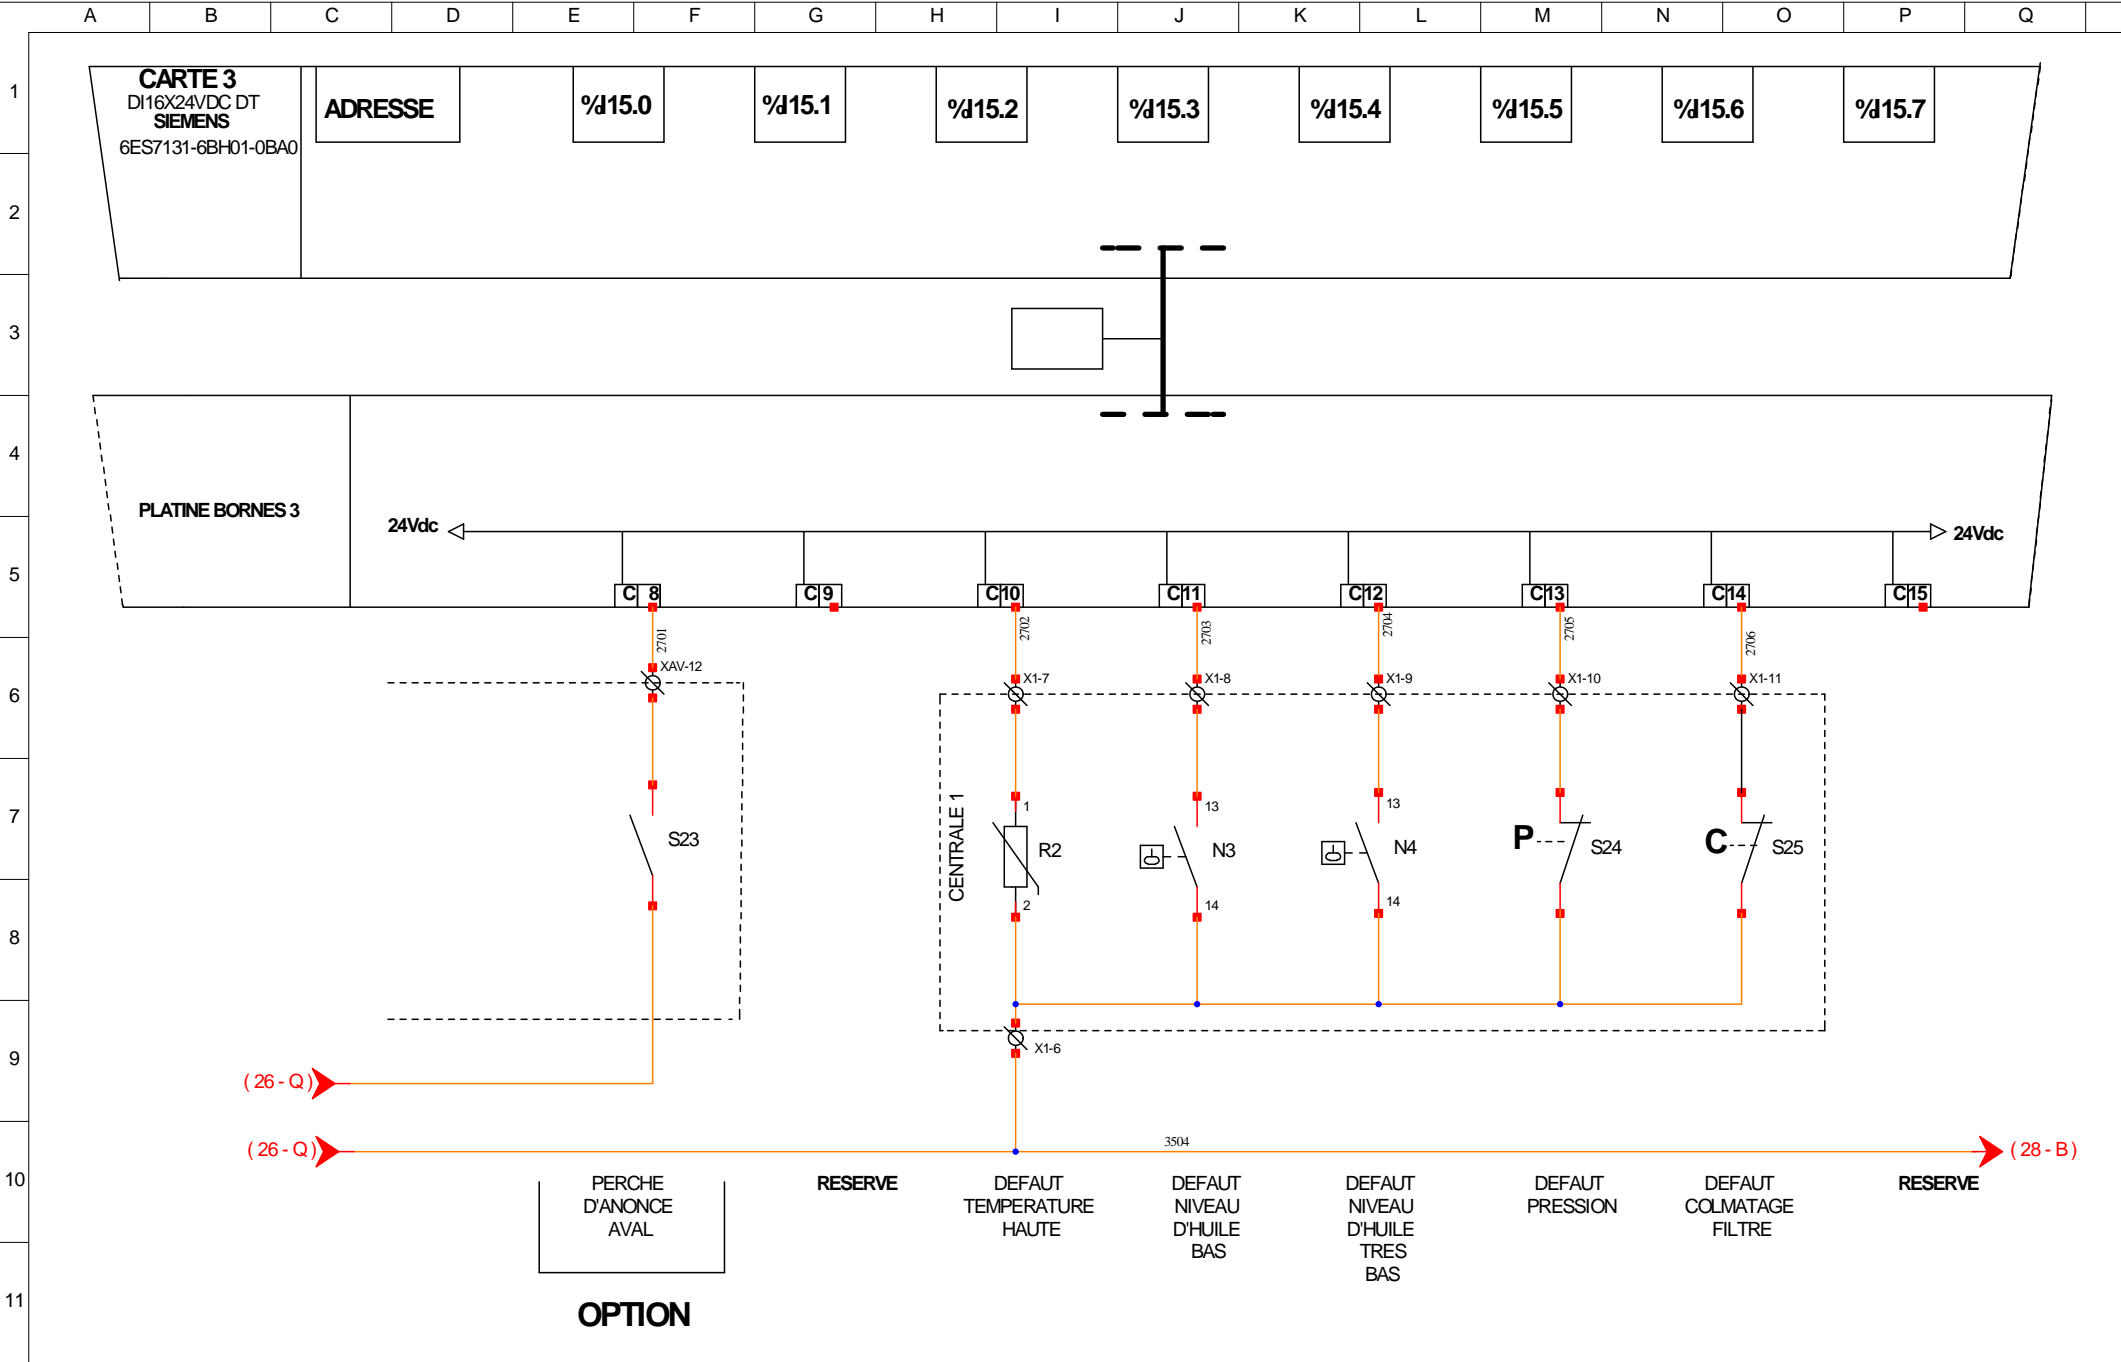 A B C D E F G H I J K L M N O P Q
1
2
3
4
5
6
7
8
9
10
11
CARTE 3
DI16X24VDC DT
SIEMENS
6ES7131-6BH01-0BA0
ADRESSE
%I15.0
%I15.1
%I15.2
%I15.3
%I15.4
%I15.5
%I15.6
%I15.7
PLATINE BORNES 3
24Vdc
24Vdc
C 8
C 9
C 10
C 11
C 12
C 13
C 14
C 15
2701
2702
2703
2704
2705
2706
XAV-12
X1-7
X1-8
X1-9
X1-10
X1-11
CENTRALE 1
S23
1
R2
2
13
N3
14
13
N4
14
P
S24
C
S25
X1-6
( 26 - Q )
( 26 - Q )
3504
( 28 - B )
PERCHE
D'ANONCE
AVAL
RESERVE
DEFAUT
TEMPERATURE
HAUTE
DEFAUT
NIVEAU
D'HUILE
BAS
DEFAUT
NIVEAU
D'HUILE
TRES
BAS
DEFAUT
PRESSION
DEFAUT
COLMATAGE
FILTRE
RESERVE
OPTION